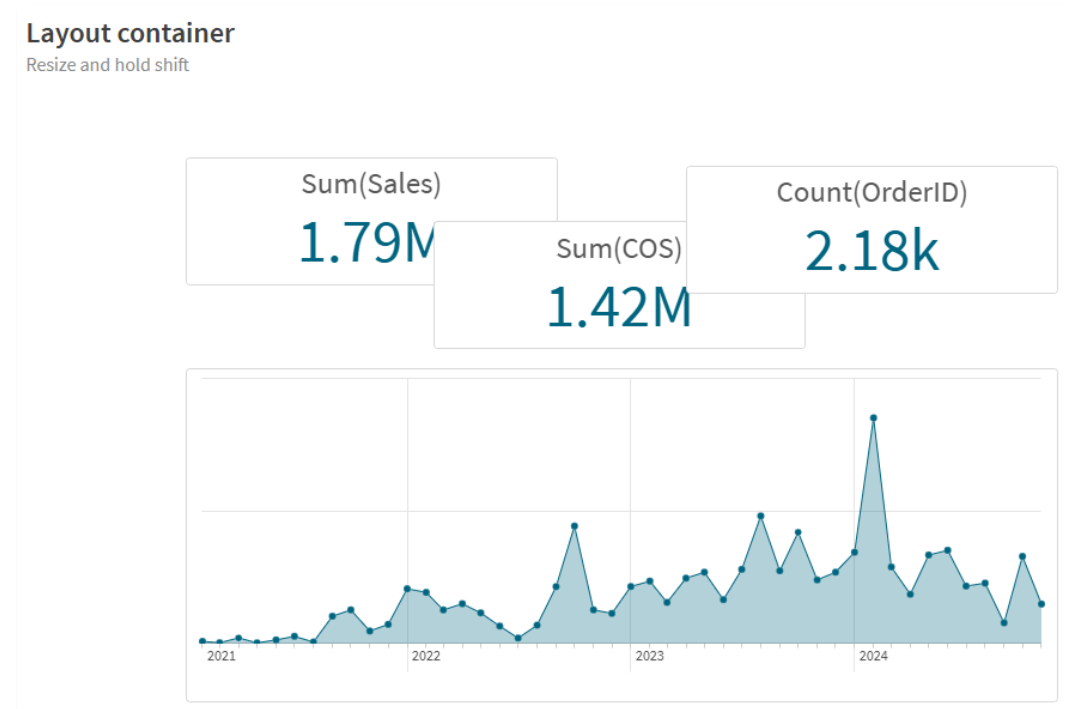 Layout container
Resize and hold shift
Sum(Sales)
1.79M
Sum(COS)
1.42M
Count(OrderID)
2.18k
2021
2022
2023
2024